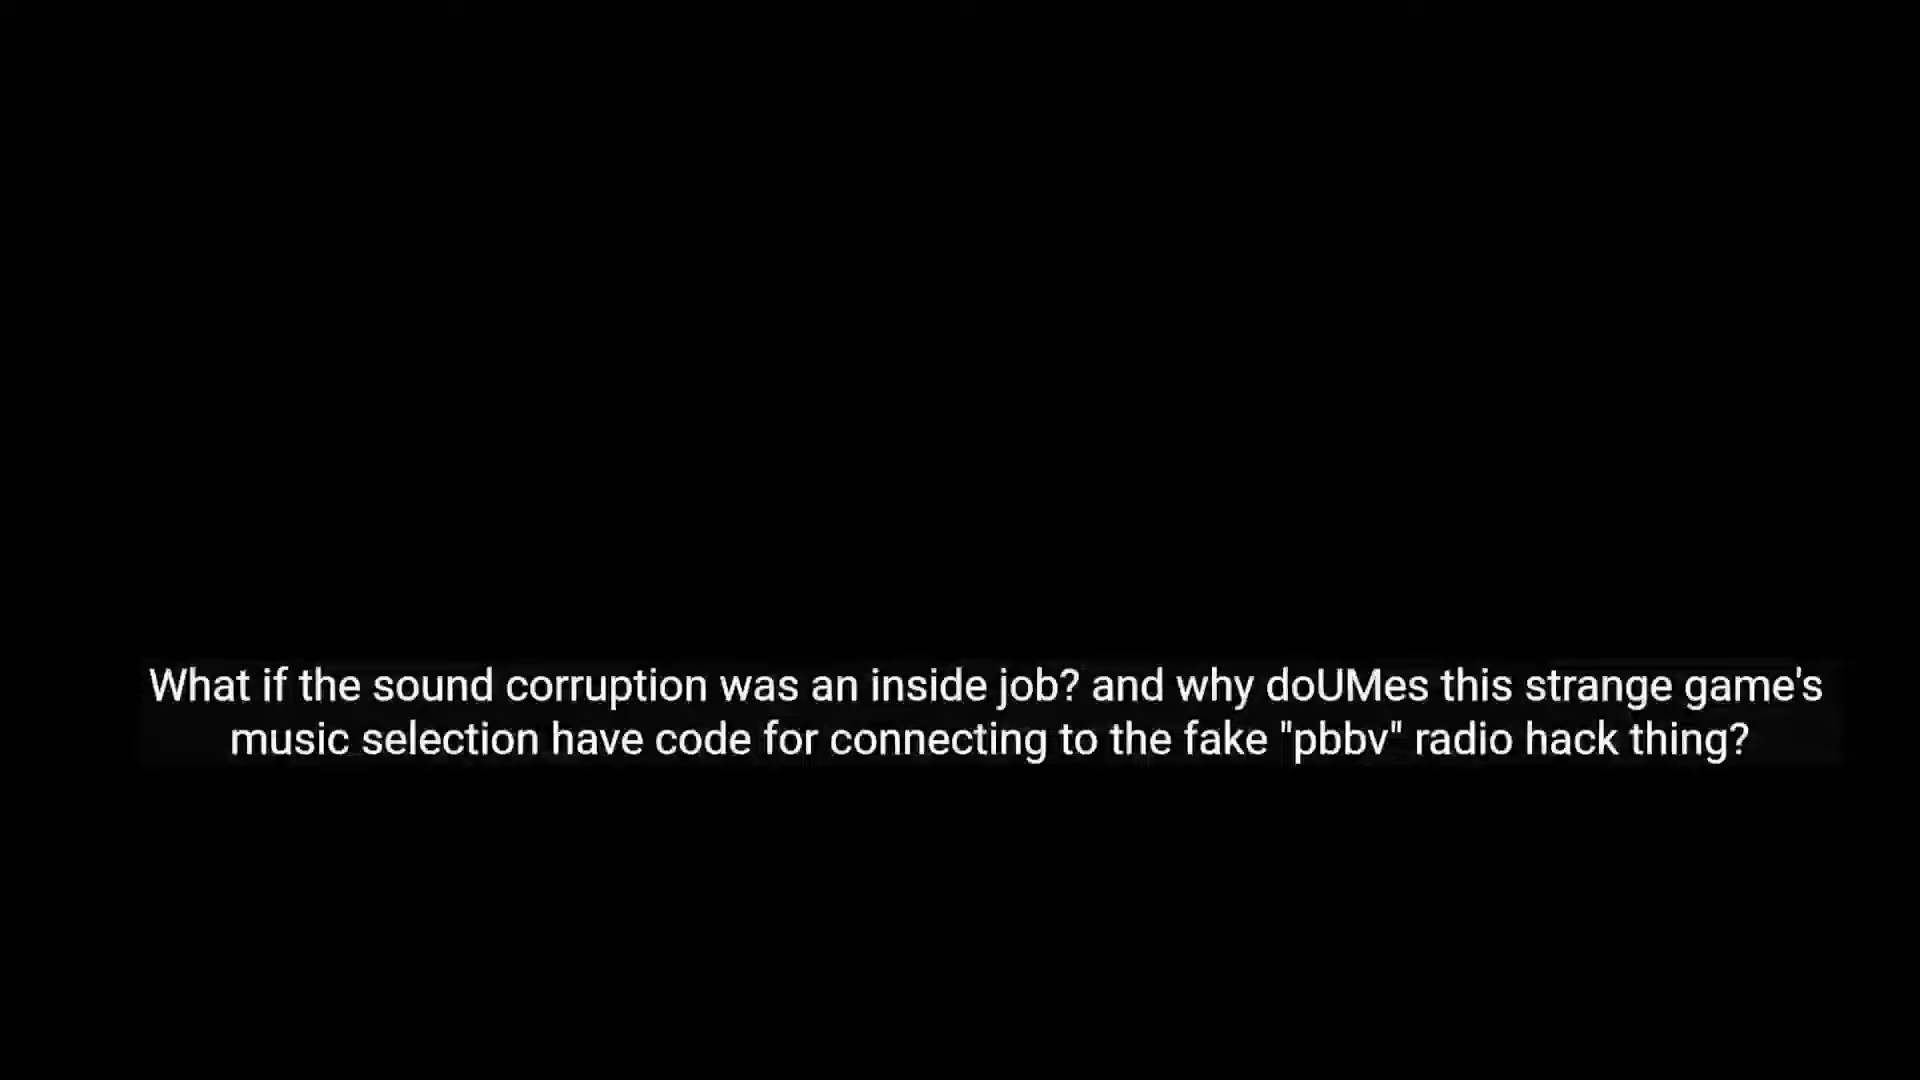 What if the sound corruption was an inside job? and why doUMes this strange game's
music selection have code for connecting to the fake "pbbv" radio hack thing?